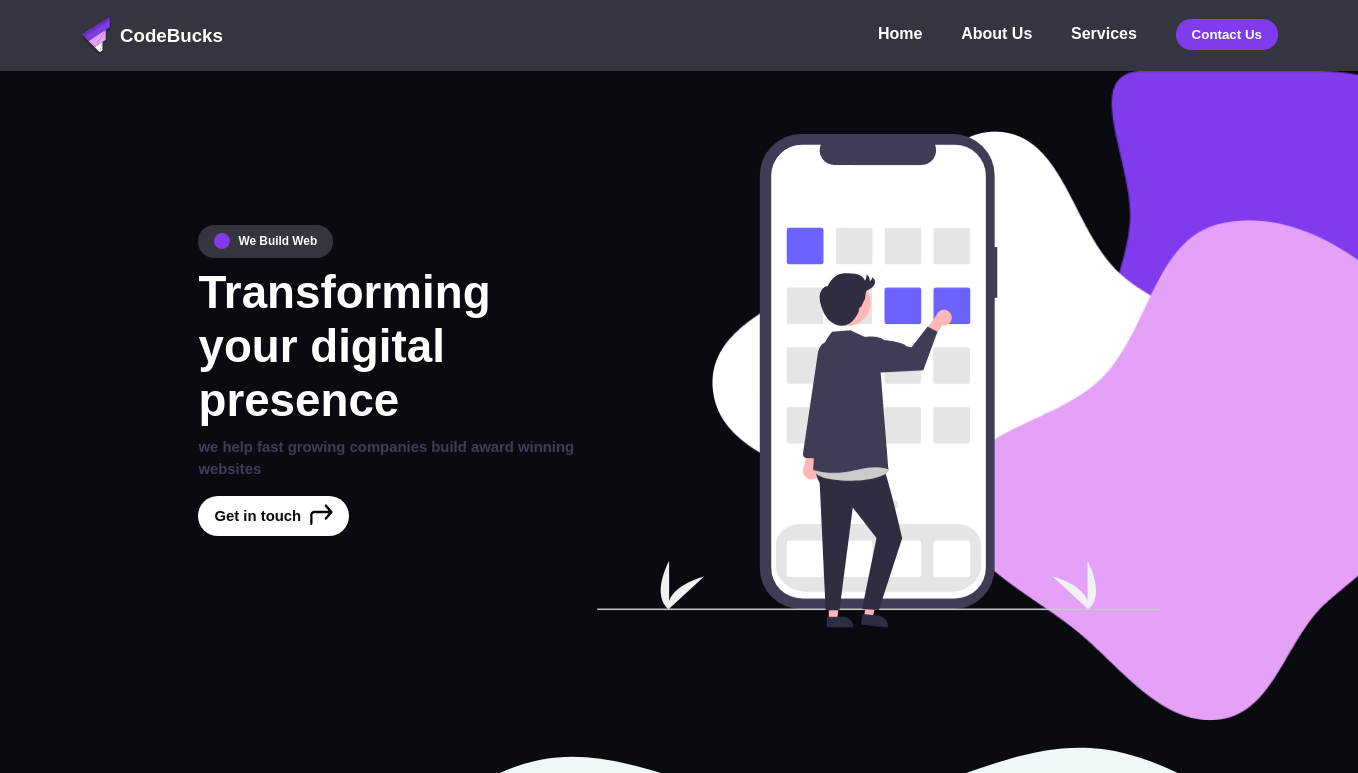 CodeBucks
Home
About Us
Services
Contact Us
We Build Web
Transforming
your digital
presence
we help fast growing companies build award winning
websites
Get in touch